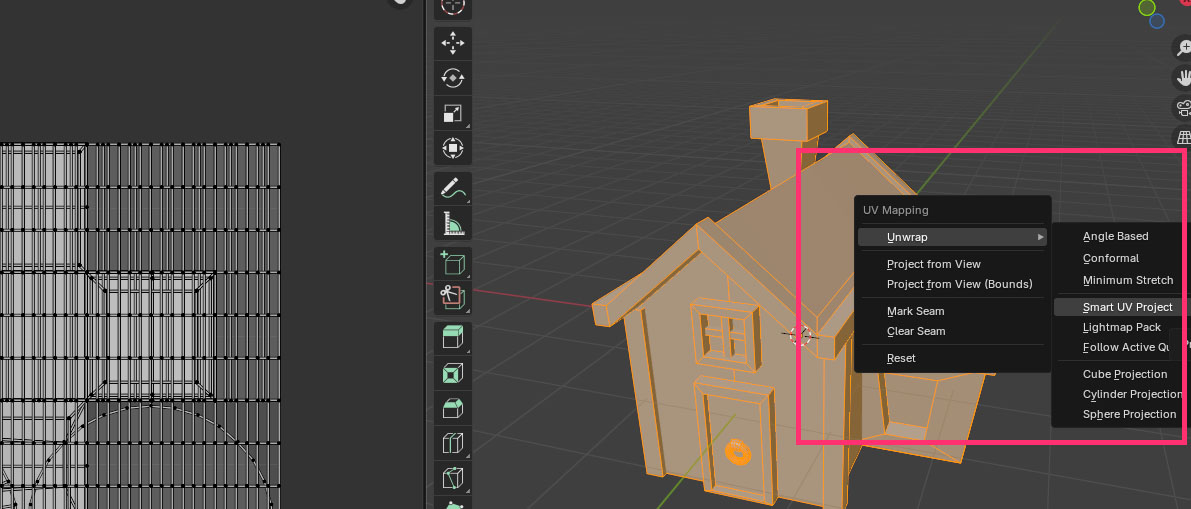 UV Mapping
Unwrap
Project from View
Project from View (Bounds)
Mark Seam
Clear Seam
Reset
Angle Based
Conformal
Minimum Stretch
Smart UV Project
Lightmap Pack
Follow Active
Cube Projection
Cylinder Projection
Sphere Projection